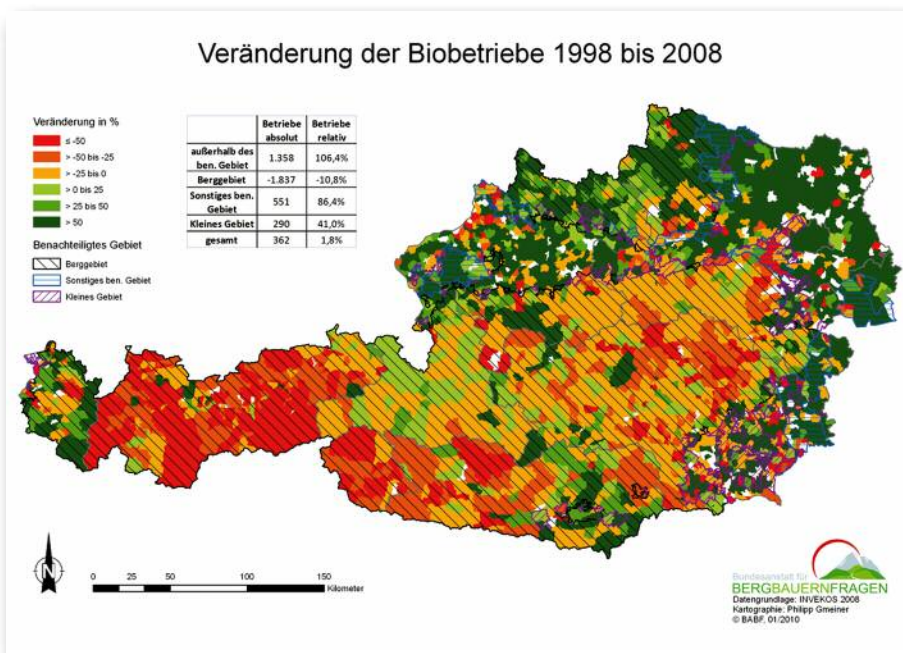 Veränderung der Biobetriebe 1998 bis 2008
Veränderung in %
≤ -50
> -50 bis -25
> -25 bis 0
> 0 bis 25
> 25 bis 50
> 50
Benachteiligtes Gebiet
Berggebiet
Sonstiges ben. Gebiet
Kleines Gebiet
Betriebe absolut Betriebe relativ
außerhalb des ben. Gebiet 1.358 106,4%
Berggebiet -1.837 -10,8%
Sonstiges ben. Gebiet 551 86,4%
Kleines Gebiet 290 41,0%
gesamt 362 1,8%
N
0 25 50 100 150
Kilometer
Bundesanstalt für
BERGBAUERNFRAGEN
Datengrundlage: INVEKOS 2008
Kartographie: Philipp Gmeiner
© BABF, 01/2010